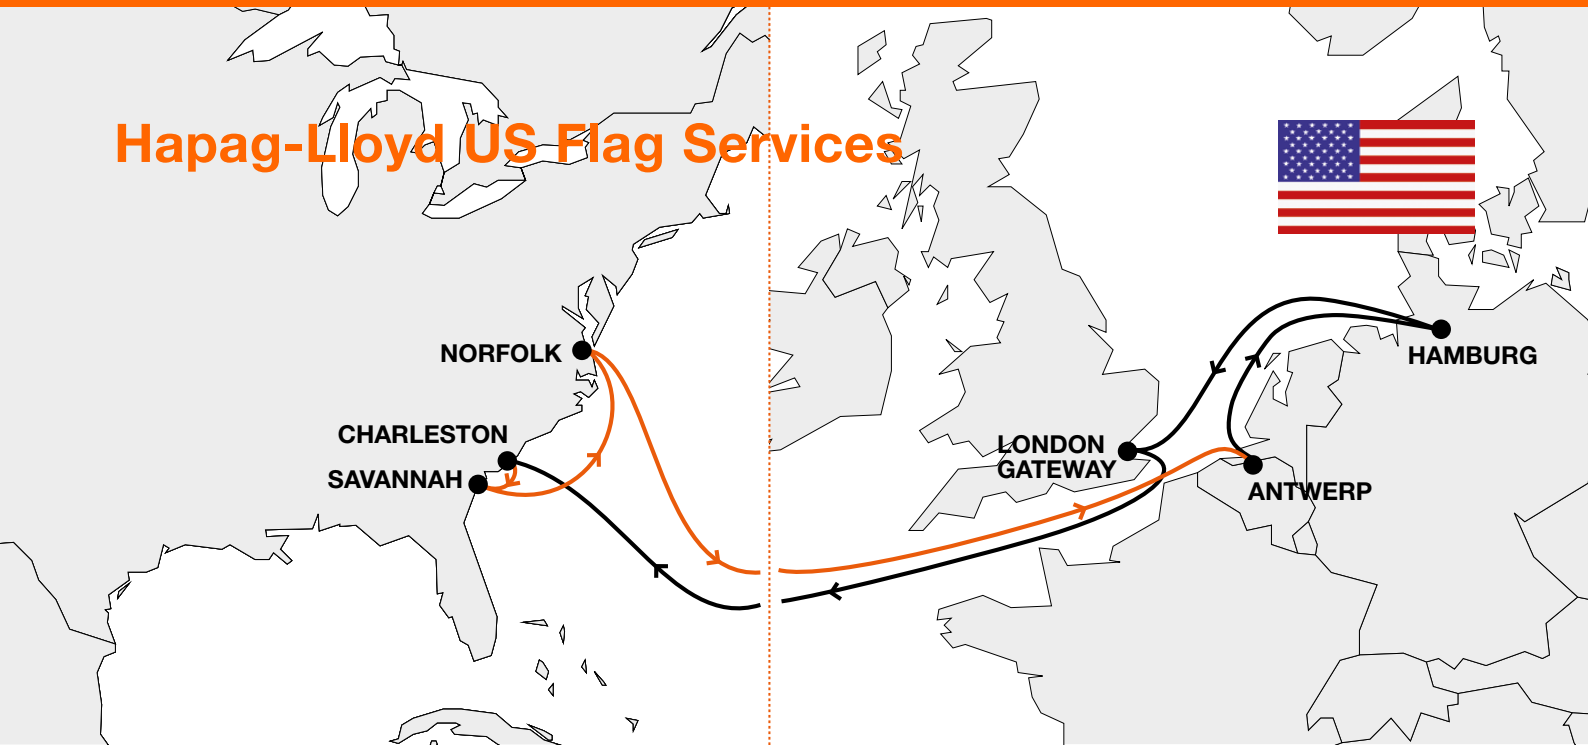 Hapag-Lloyd US Flag Services
NORFOLK
HAMBURG
CHARLESTON
SAVANNAH
LONDON
GATEWAY
ANTWERP